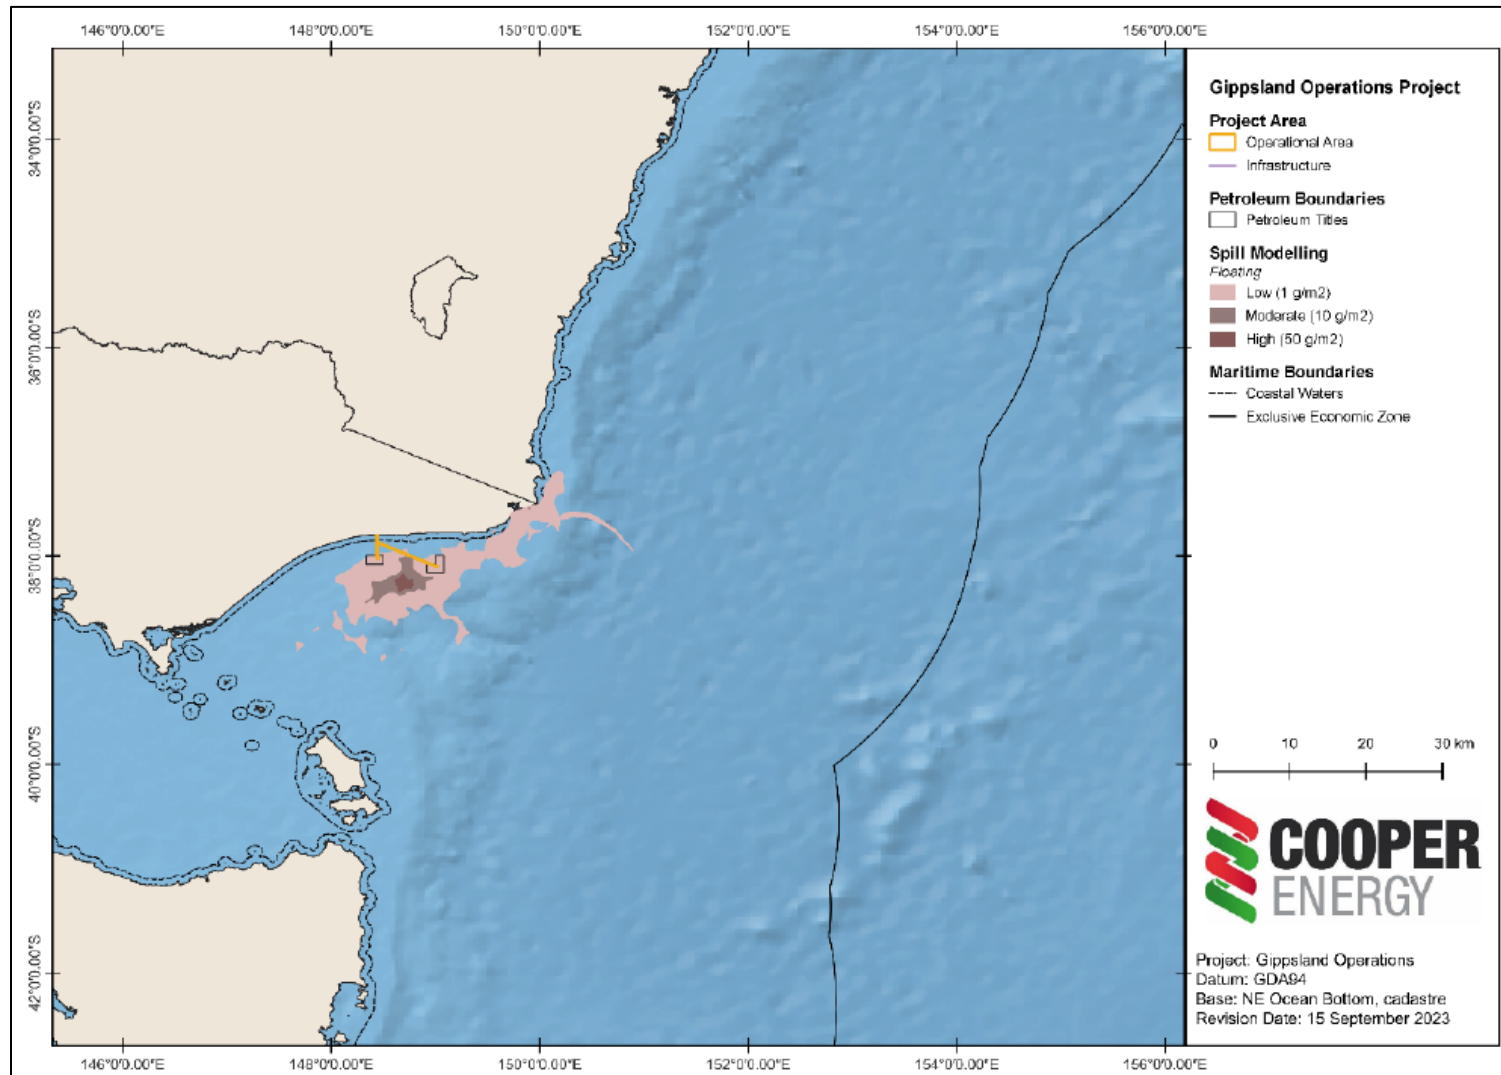 146°0'0.00"E 148°0'0.00"E 150°0'0.00"E 152°0'0.00"E 154°0'0.00"E 156°0'0.00"E
34°0'0.00"S
36°0'0.00"S
38°0'0.00"S
40°0'0.00"S
42°0'0.00"S
146°0'0.00"E 148°0'0.00"E 150°0'0.00"E 152°0'0.00"E 154°0'0.00"E 156°0'0.00"E
Gippsland Operations Project
Project Area
Operational Area
Infrastructure
Petroleum Boundaries
Petroleum Titles
Spill Modelling
Floating
Low (1 g/m2)
Moderate (10 g/m2)
High (50 g/m2)
Maritime Boundaries
Coastal Waters
Exclusive Economic Zone
0 10 20 30 km
COOPER
ENERGY
Project: Gippsland Operations
Datum: GDA94
Base: NE Ocean Bottom, cadastre
Revision Date: 15 September 2023